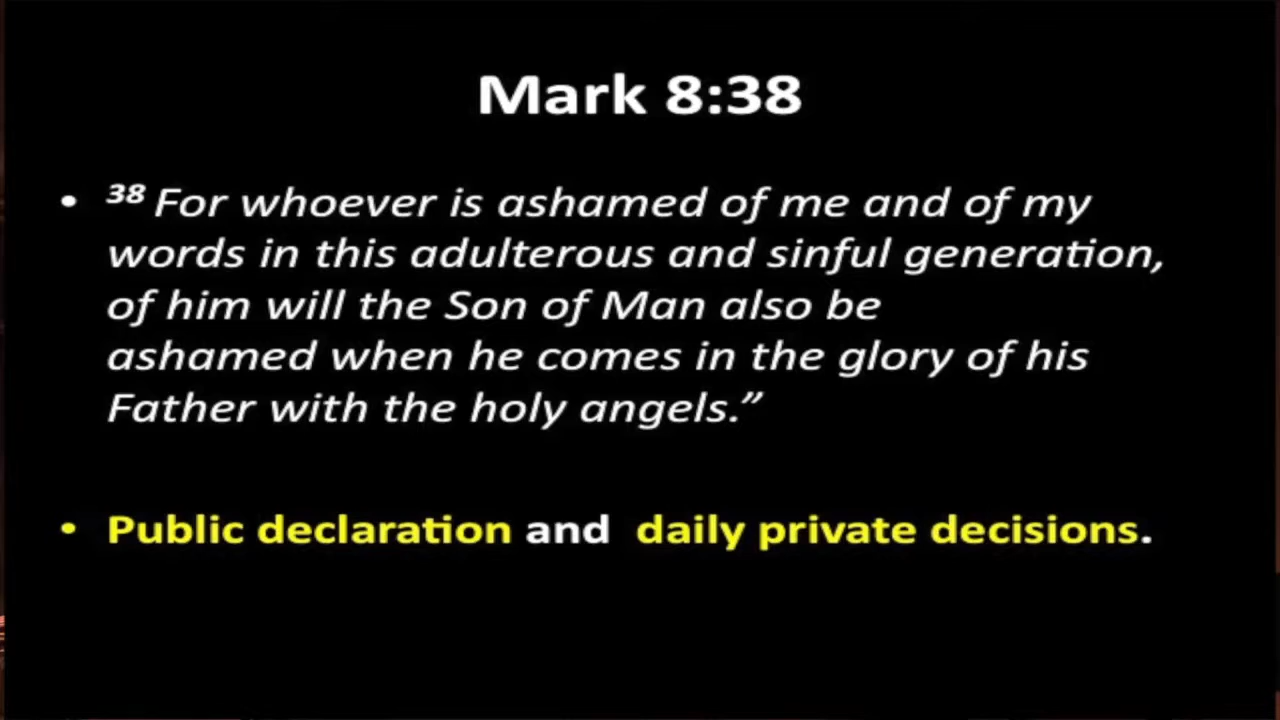 Mark 8:38
• 38 For whoever is ashamed of me and of my
words in this adulterous and sinful generation,
of him will the Son of Man also be
ashamed when he comes in the glory of his
Father with the holy angels.”
• Public declaration and daily private decisions.